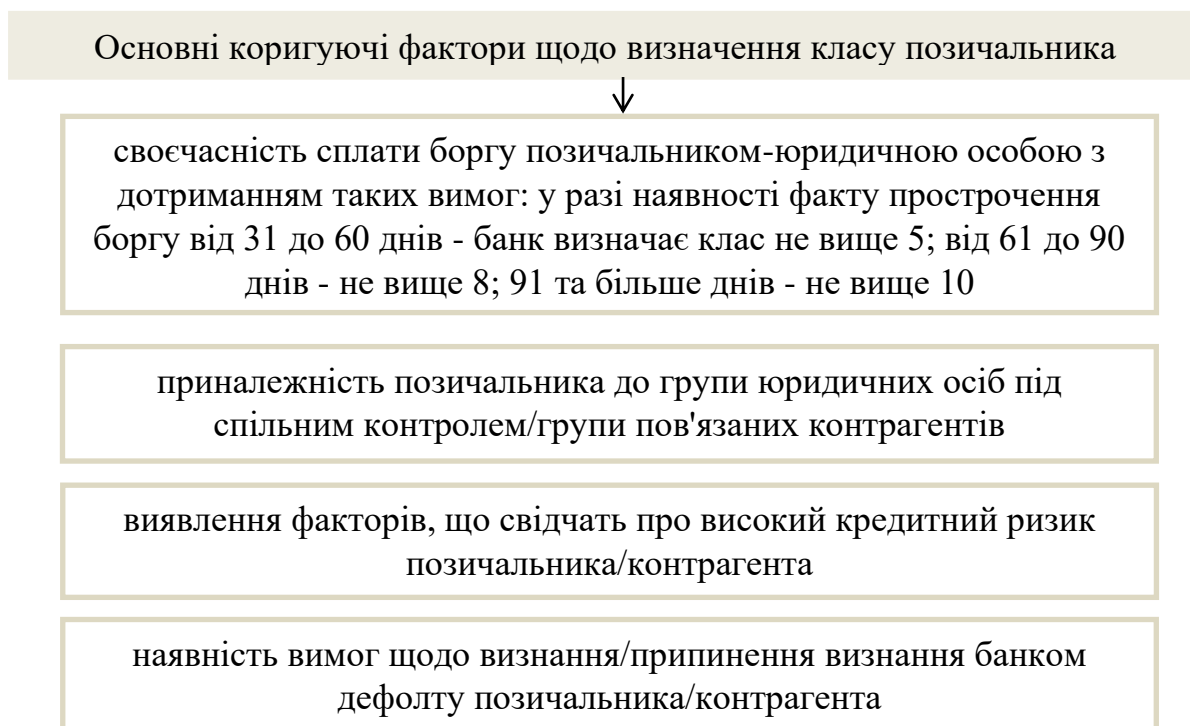 Основні коригуючі фактори щодо визначення класу позичальника
своєчасність сплати боргу позичальником-юридичною особою з
дотриманням таких вимог: у разі наявності факту прострочення
боргу від 31 до 60 днів - банк визначає клас не вище 5; від 61 до 90
днів - не вище 8; 91 та більше днів - не вище 10
приналежність позичальника до групи юридичних осіб під
спільним контролем/групи пов'язаних контрагентів
виявлення факторів, що свідчать про високий кредитний ризик
позичальника/контрагента
наявність вимог щодо визнання/припинення визнання банком
дефолту позичальника/контрагента